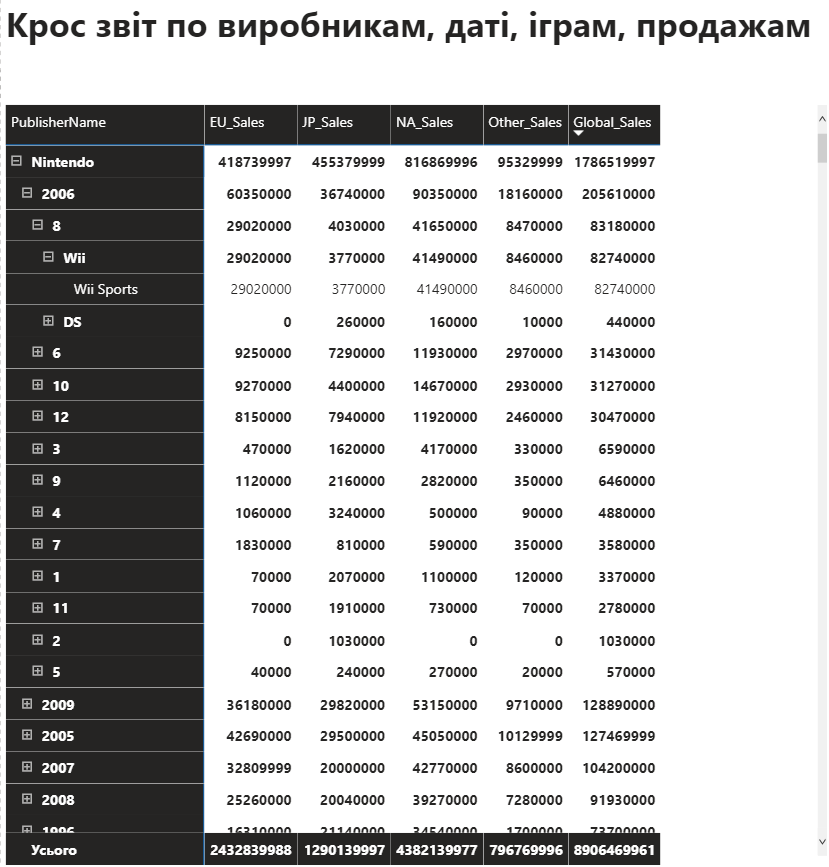 Крос звіт по виробникам, даті, іграм, продажам
PublisherName EU_Sales JP_Sales NA_Sales Other_Sales Global_Sales
Nintendo 418739997 455379999 816869996 95329999 1786519997
2006 60350000 36740000 90350000 18160000 205610000
8 29020000 4030000 41650000 8470000 83180000
Wii 29020000 3770000 41490000 8460000 82740000
Wii Sports 29020000 3770000 41490000 8460000 82740000
DS 0 260000 160000 10000 440000
6 9250000 7290000 11930000 2970000 31430000
10 9270000 4400000 14670000 2930000 31270000
12 8150000 7940000 11920000 2460000 30470000
3 470000 1620000 4170000 330000 6590000
9 1120000 2160000 2820000 350000 6460000
4 1060000 3240000 500000 90000 4880000
7 1830000 810000 590000 350000 3580000
1 70000 2070000 1100000 120000 3370000
11 70000 1910000 730000 70000 2780000
2 0 1030000 0 0 1030000
5 40000 240000 270000 20000 570000
2009 36180000 29820000 53150000 9710000 128890000
2005 42690000 29500000 45050000 10129999 127469999
2007 32809999 20000000 42770000 8600000 104200000
2008 25260000 20040000 39270000 7280000 91930000
1996 16310000 21140000 34540000 1700000 73700000
Усього 2432839988 1290139997 4382139977 796769996 8906469961